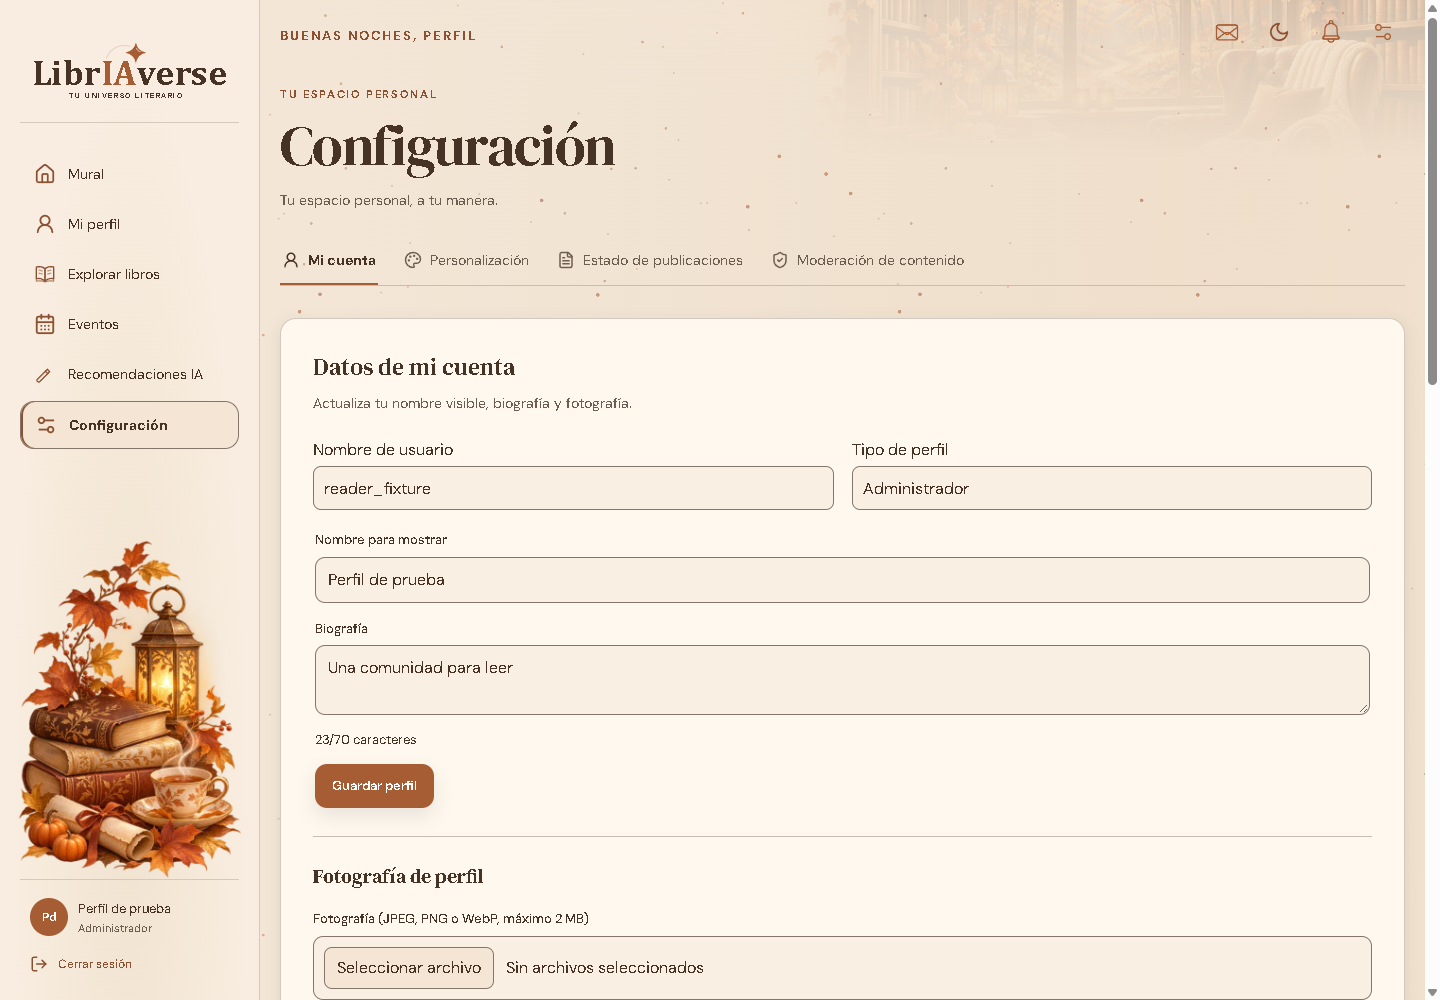 LibrIAverse
TU UNIVERSO LITERARIO
Mural
Mi perfil
Explorar libros
Eventos
Recomendaciones IA
Configuración
Pd
Perfil de prueba
Administrador
Cerrar sesión
BUENAS NOCHES, PERFIL
TU ESPACIO PERSONAL
Configuración
Tu espacio personal, a tu manera.
Mi cuenta
Personalización
Estado de publicaciones
Moderación de contenido
Datos de mi cuenta
Actualiza tu nombre visible, biografía y fotografía.
Nombre de usuario
reader_fixture
Tipo de perfil
Administrador
Nombre para mostrar
Perfil de prueba
Biografía
Una comunidad para leer
23/70 caracteres
Guardar perfil
Fotografía de perfil
Fotografía (JPEG, PNG o WebP, máximo 2 MB)
Seleccionar archivo Sin archivos seleccionados